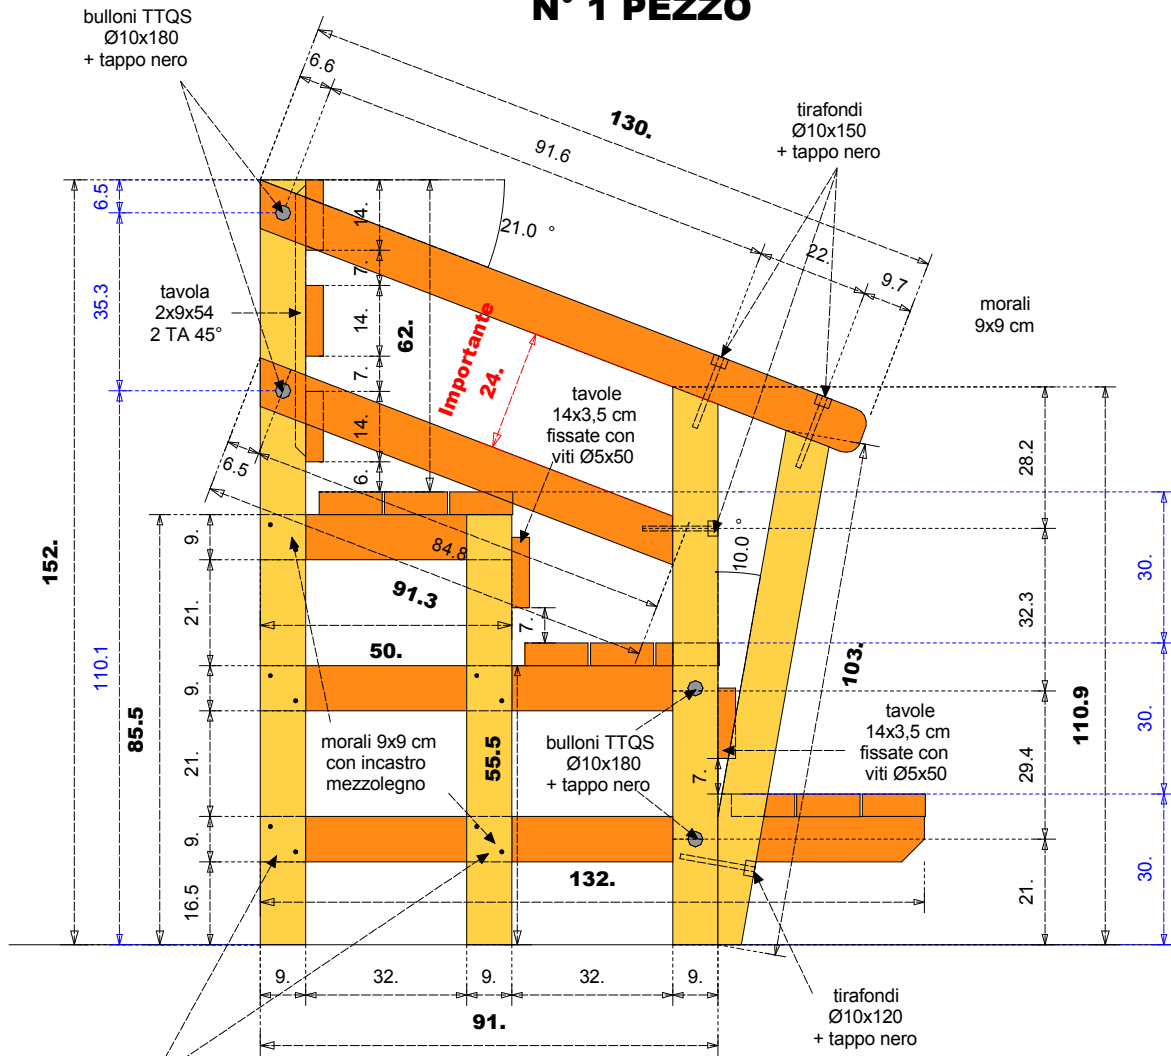 N° 1 PEZZO
bulloni TTQS
Ø10x180
+ tappo nero
6.6
130.
91.6
tirafondi
Ø10x150
+ tappo nero
22.
9.7
morali
9x9 cm
6.5
14.
21.0 °
7.
35.3
tavola
2x9x54
2 TA 45°
14.
62.
Importante
24.
7.
tavole
14x3,5 cm
fissate con
viti Ø5x50
14.
6.5
6.
28.2
152.
9.
84.8
10.0 °
30.
91.3
21.
7.
32.3
50.
103.
110.1
85.5
9.
110.9
morali 9x9 cm
con incastro
mezzolegno
55.5
bulloni TTQS
Ø10x180
+ tappo nero
tavole
14x3,5 cm
fissate con
viti Ø5x50
30.
21.
7.
29.4
9.
132.
16.5
21.
30.
9.
32.
9.
32.
9.
91.
tirafondi
Ø10x120
+ tappo nero